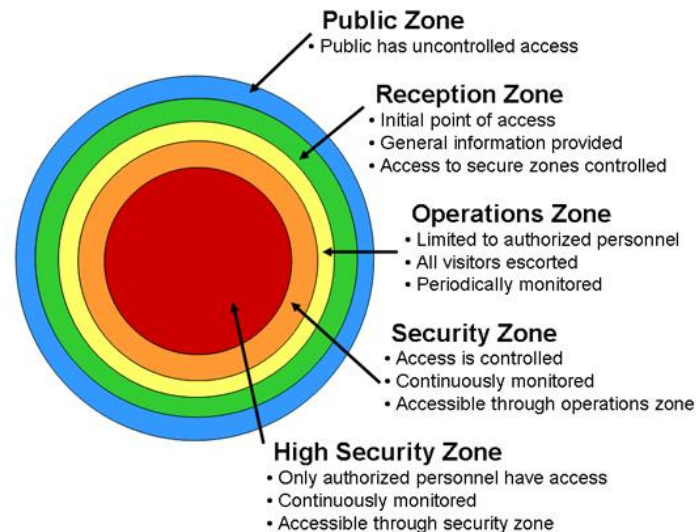 Public Zone
• Public has uncontrolled access
Reception Zone
• Initial point of access
• General information provided
• Access to secure zones controlled
Operations Zone
• Limited to authorized personnel
• All visitors escorted
• Periodically monitored
Security Zone
• Access is controlled
• Continuously monitored
• Accessible through operations zone
High Security Zone
• Only authorized personnel have access
• Continuously monitored
• Accessible through security zone